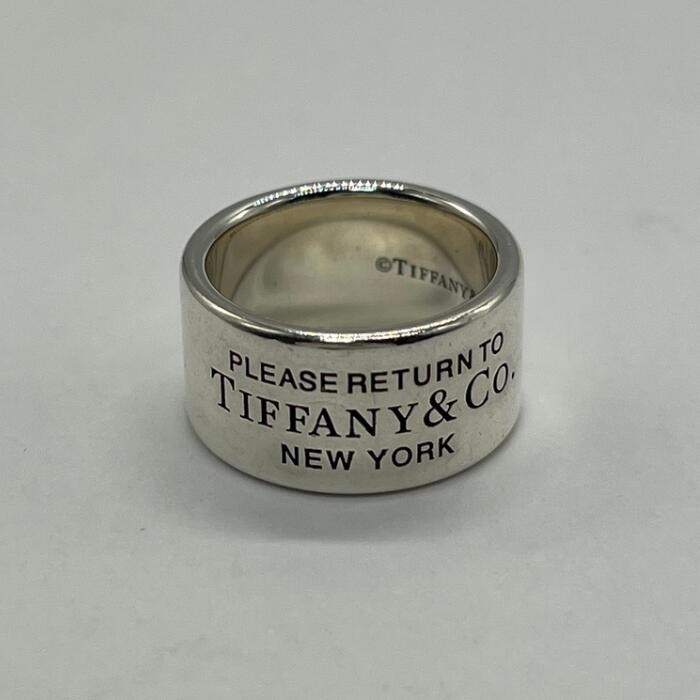 ©TIFFANY&
PLEASE RETURN TO
TIFFANY & CO.
NEW YORK